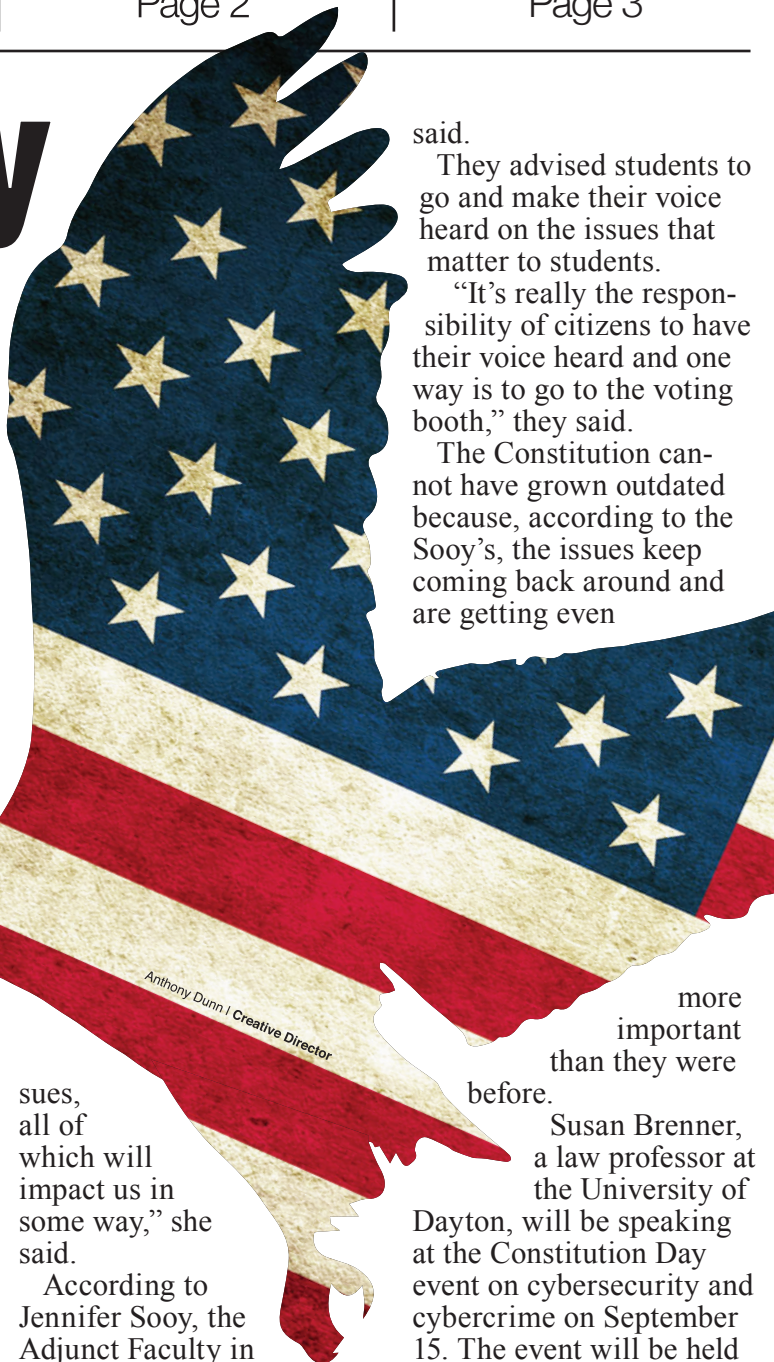 Page 2
Page 3
sues,
all of
which will
impact us in
some way,” she
said.
According to
Jennifer Sooy, the
Adjunct Faculty in
Anthony Dunn I Creative Director
said.
They advised students to
go and make their voice
heard on the issues that
matter to students.
“It’s really the respon-
sibility of citizens to have
their voice heard and one
way is to go to the voting
booth,” they said.
The Constitution can-
not have grown outdated
because, according to the
Sooy’s, the issues keep
coming back around and
are getting even
more
important
than they were
before.
Susan Brenner,
a law professor at
the University of
Dayton, will be speaking
at the Constitution Day
event on cybersecurity and
cybercrime on September
15. The event will be held